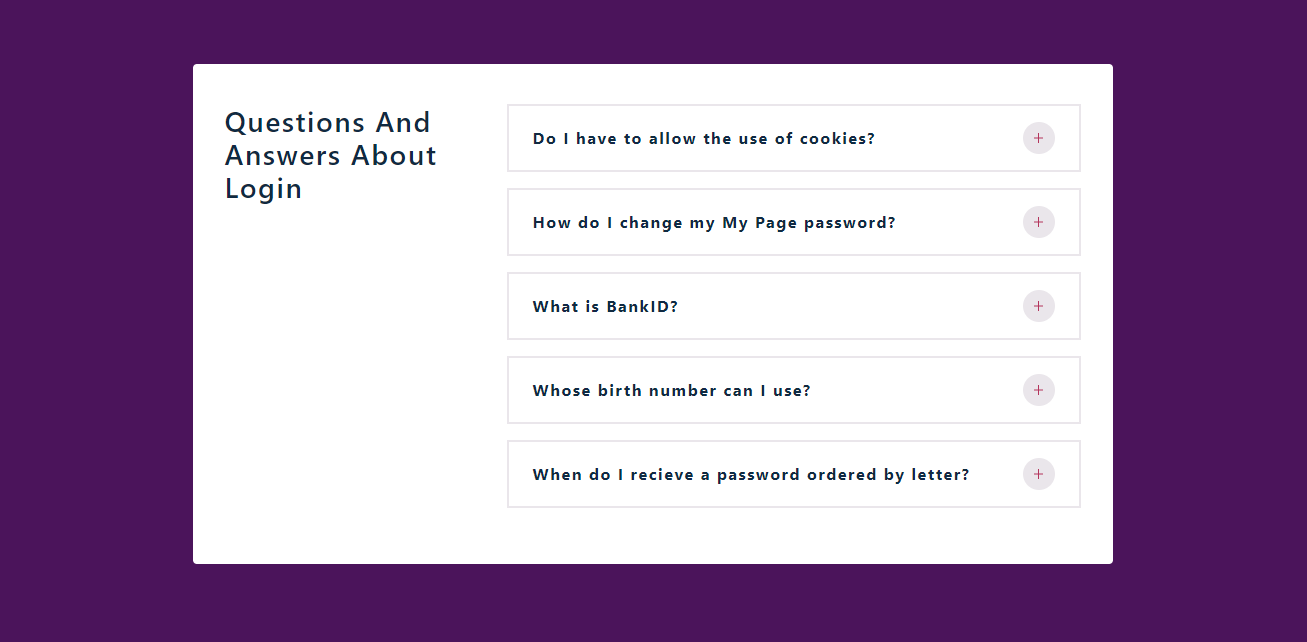 Questions And
Answers About
Login
Do I have to allow the use of cookies?
How do I change my My Page password?
What is BankID?
Whose birth number can I use?
When do I recieve a password ordered by letter?